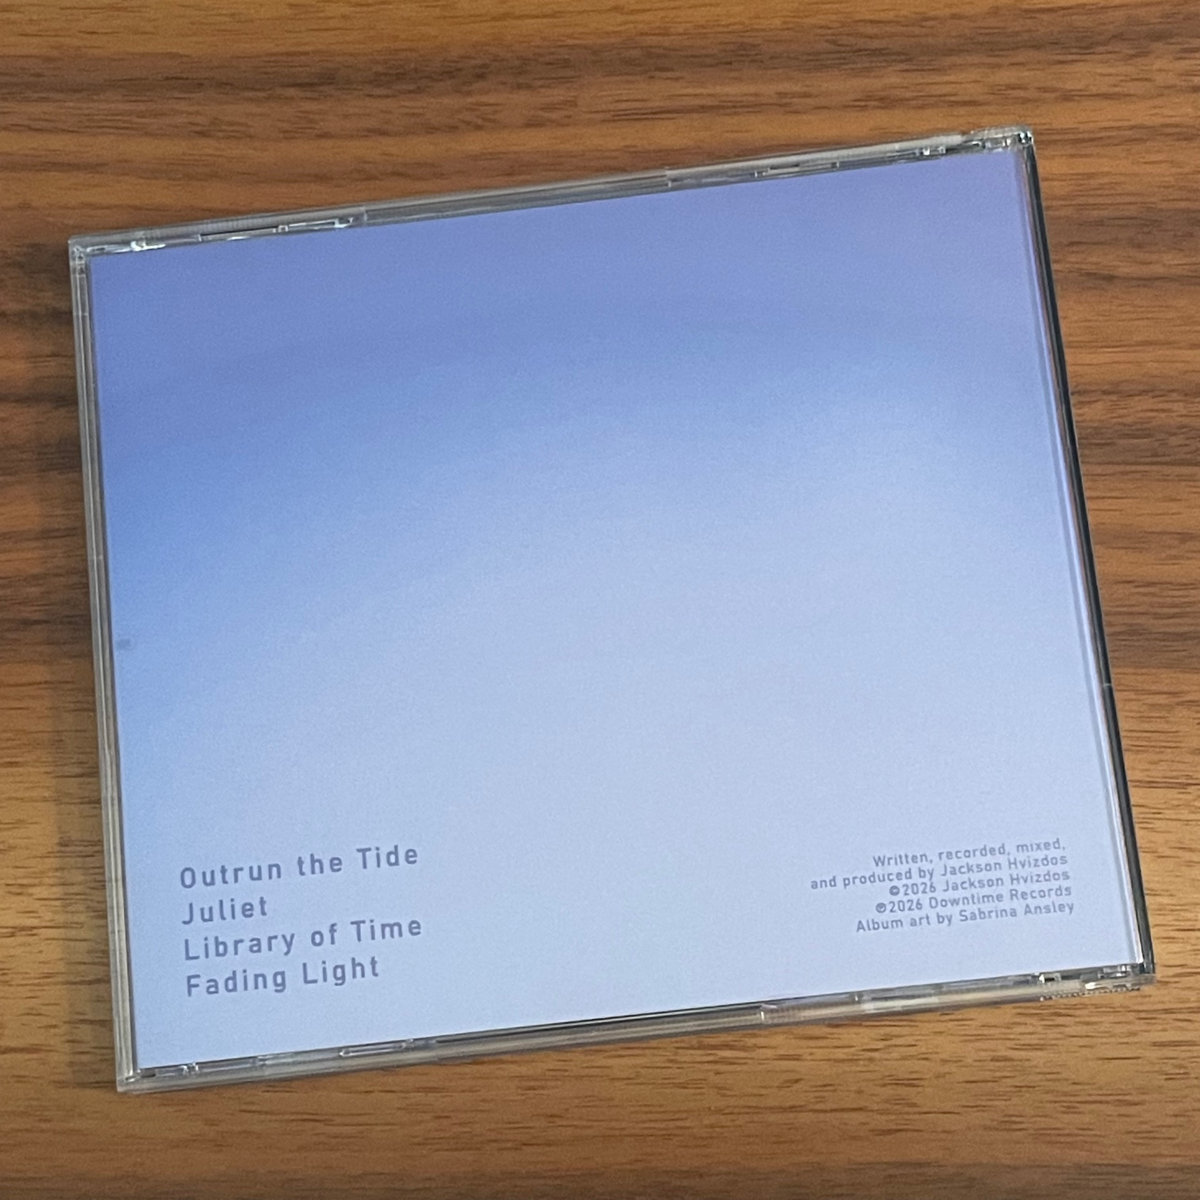 Outrun the Tide
Juliet
Library of Time
Fading Light
Written, recorded, mixed,
and produced by Jackson Hvizdos
©2026 Jackson Hvizdos
℗2026 Downtime Records
Album art by Sabrina Ansley